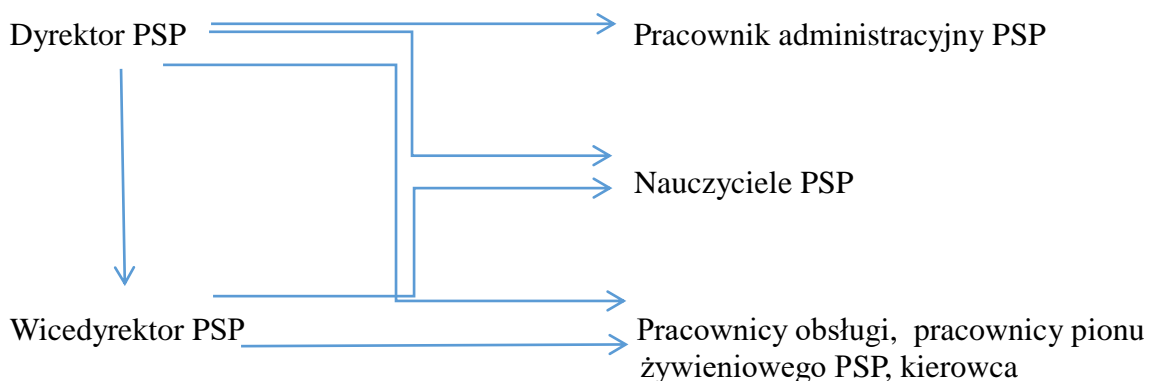 Dyrektor PSP
Pracownik administracyjny PSP
Nauczyciele PSP
Wicedyrektor PSP
Pracownicy obsługi, pracownicy pionu
żywieniowego PSP, kierowca